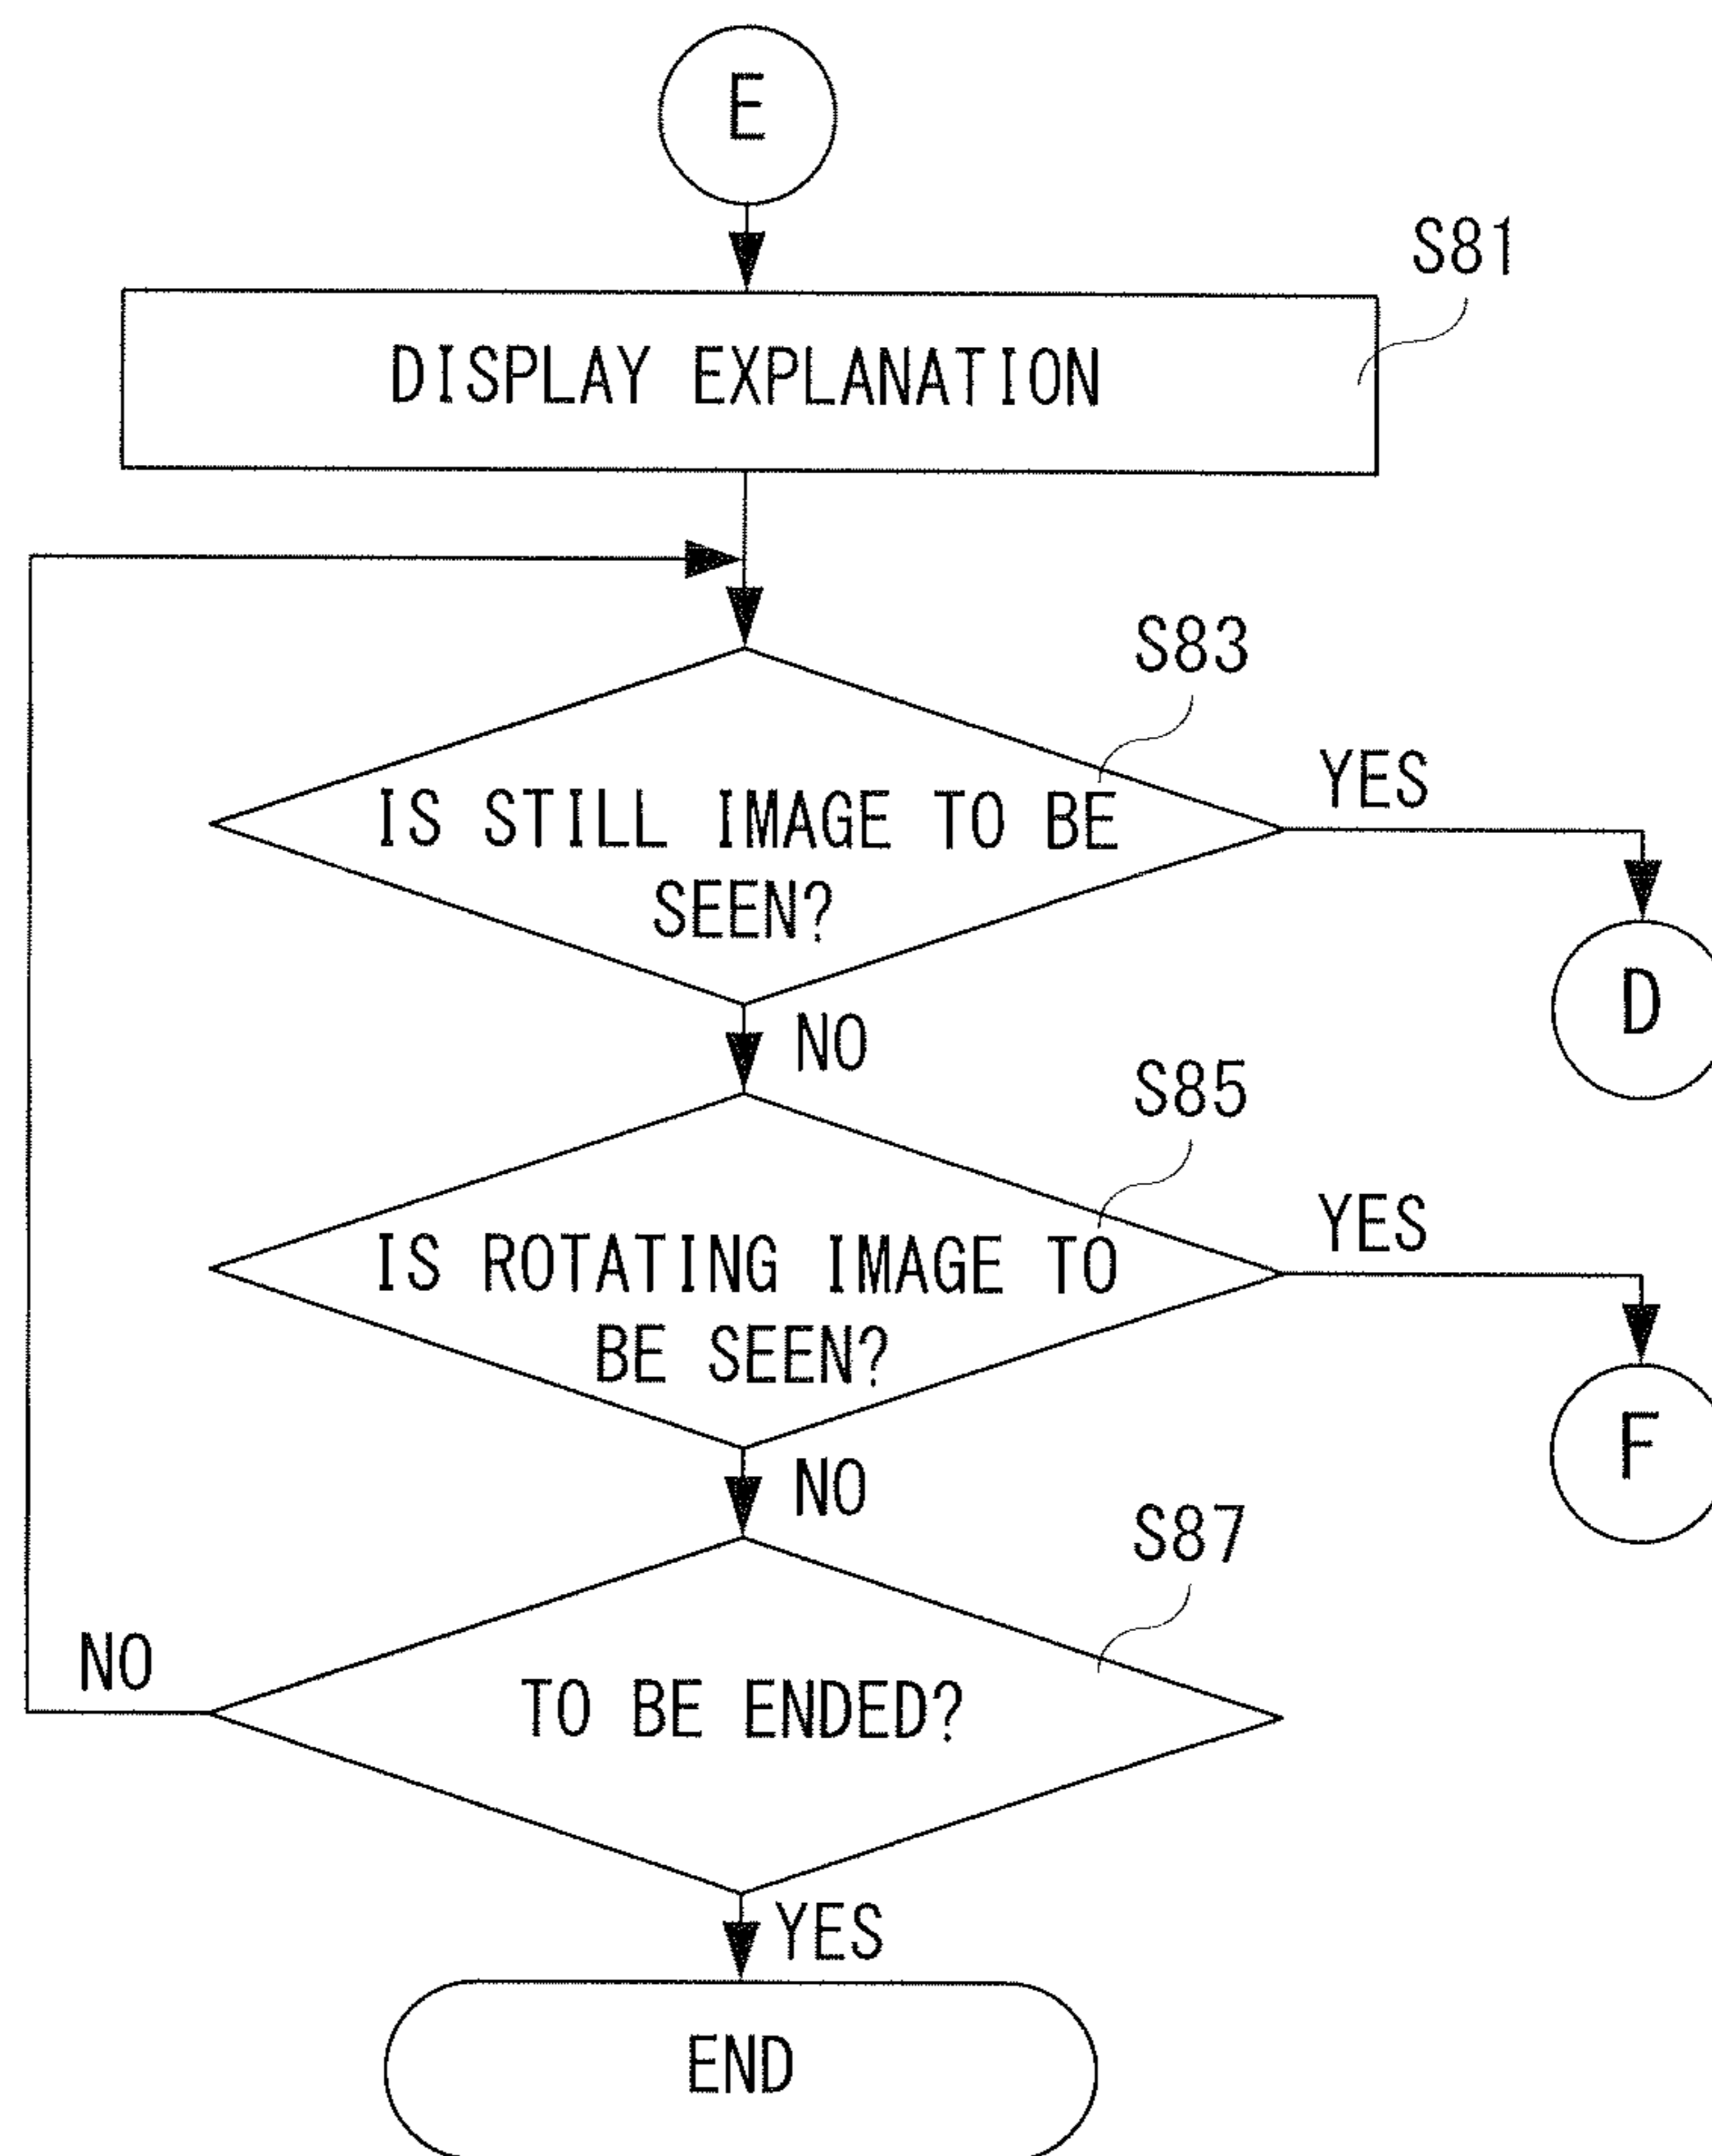 E
S81
DISPLAY EXPLANATION
S83
YES
IS STILL IMAGE TO BE
SEEN?
D
NO
S85
YES
IS ROTATING IMAGE TO
BE SEEN?
F
NO
S87
NO
TO BE ENDED?
YES
END